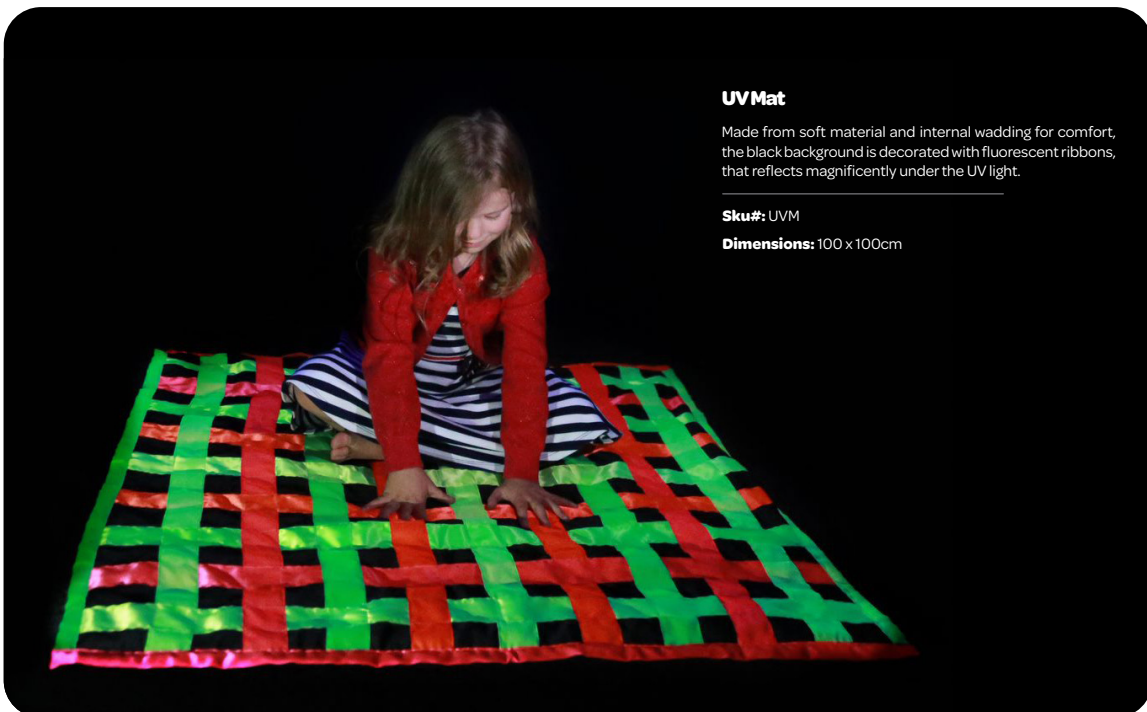 UV Mat
Made from soft material and internal wadding for comfort,
the black background is decorated with fluorescent ribbons,
that reflects magnificently under the UV light.
Sku#: UVM
Dimensions: 100 x 100cm